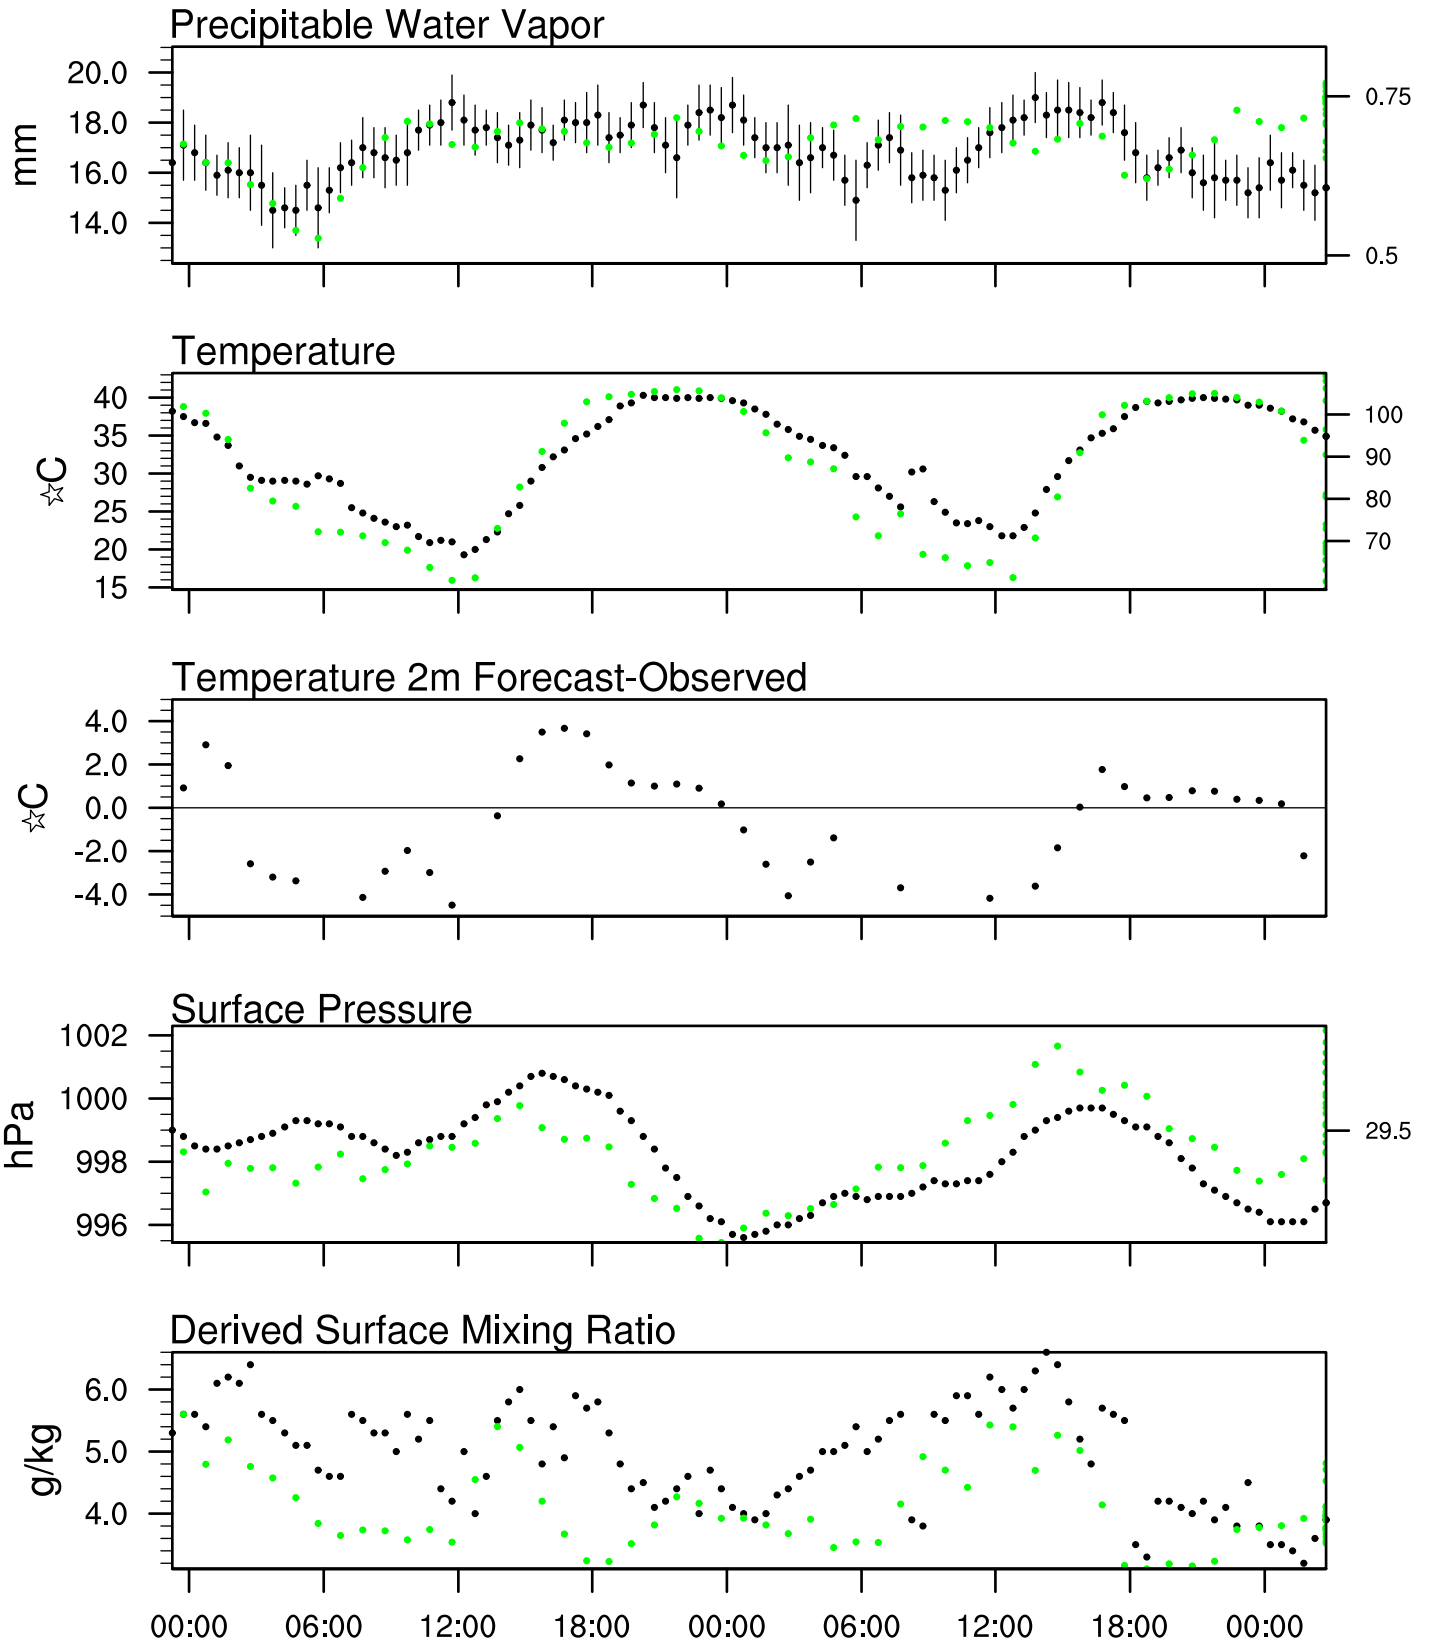 Precipitable Water Vapor
20.0
18.0
16.0
14.0
mm
0.75
0.5
Temperature
40
35
30
25
20
15
☆C
100
90
80
70
Temperature 2m Forecast-Observed
4.0
2.0
0.0
-2.0
-4.0
☆C
Surface Pressure
1002
1000
998
996
hPa
29.5
Derived Surface Mixing Ratio
6.0
5.0
4.0
g/kg
00:00 06:00 12:00 18:00 00:00 06:00 12:00 18:00 00:00